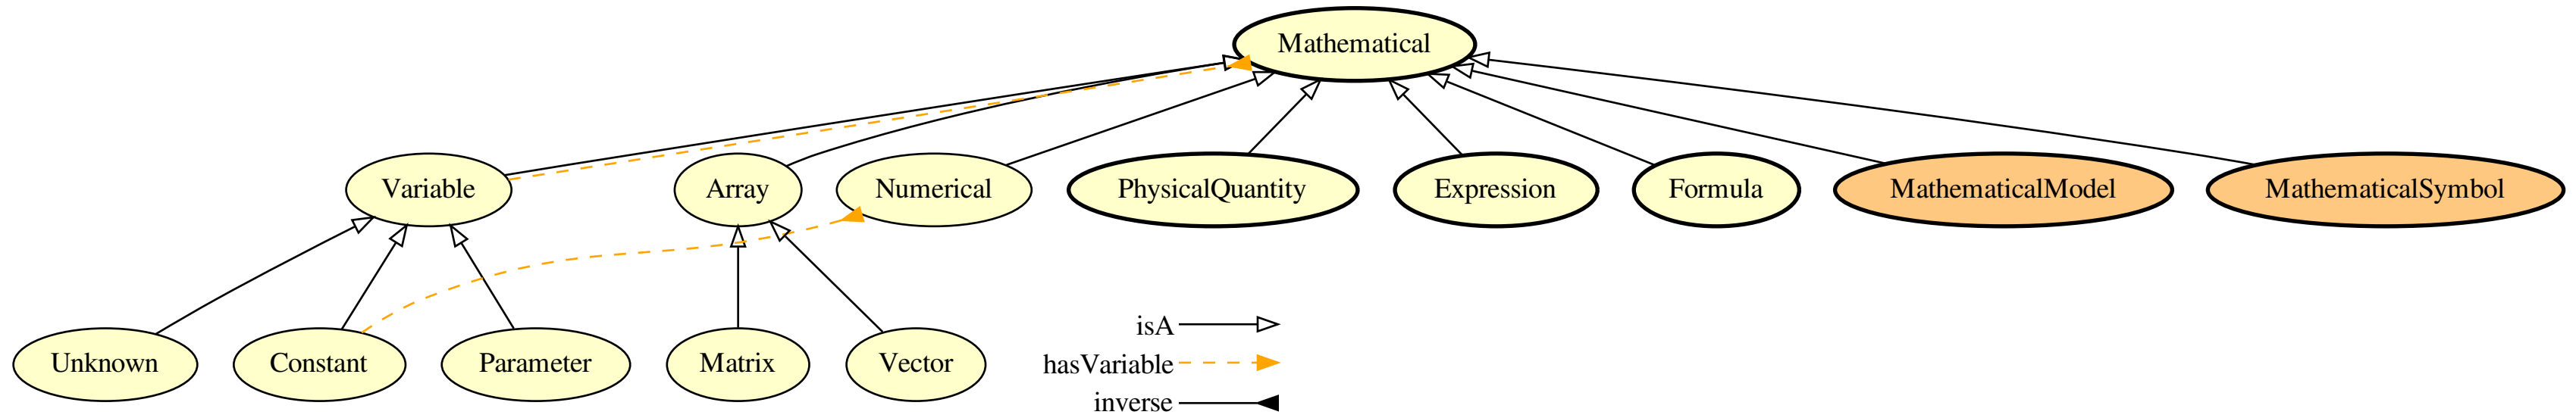 Mathematical
Variable
Array
Numerical
PhysicalQuantity
Expression
Formula
MathematicalModel
MathematicalSymbol
Unknown
Constant
Parameter
Matrix
Vector
isA
hasVariable
inverse